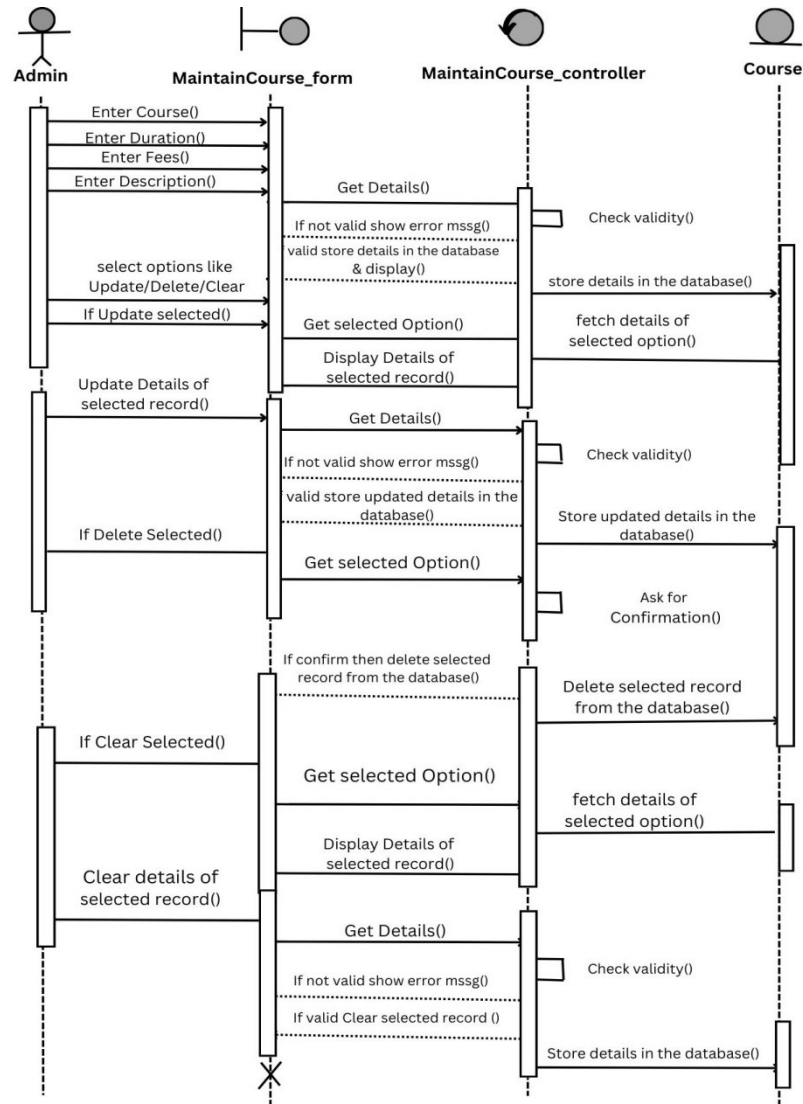 Admin
MaintainCourse_form
MaintainCourse_controller
Course
Enter Course()
Enter Duration()
Enter Fees()
Enter Description()
Get Details()
If not valid show error mssg()
Check validity()
valid store details in the database
& display()
select options like
Update/Delete/Clear
store details in the database()
If Update selected()
Get selected Option()
fetch details of
selected option()
Display Details of
selected record()
Update Details of
selected record()
Get Details()
If not valid show error mssg()
Check validity()
valid store updated details in the
database()
Store updated details in the
database()
If Delete Selected()
Get selected Option()
Ask for
Confirmation()
If confirm then delete selected
record from the database()
Delete selected record
from the database()
If Clear Selected()
Get selected Option()
fetch details of
selected option()
Display Details of
selected record()
Clear details of
selected record()
Get Details()
Check validity()
If not valid show error mssg()
If valid Clear selected record ()
Store details in the database()